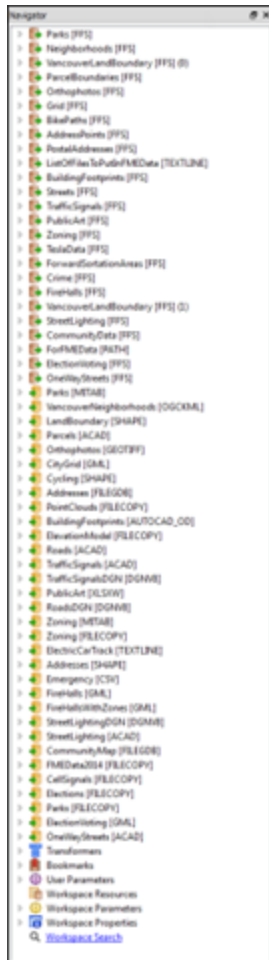 Navigator
Parks [FFS]
Neighborhoods [FFS]
VancouverLandBoundary [FFS] (0)
ParcelBoundaries [FFS]
Orthophotos [FFS]
Grid [FFS]
BikePaths [FFS]
AddressPoints [FFS]
PostalAddresses [FFS]
ListOfFilesToPutInFMEData [TEXTLINE]
BuildingFootprints [FFS]
Streets [FFS]
TrafficSignals [FFS]
PublicArt [FFS]
Zoning [FFS]
TeslaData [FFS]
ForwardSortationAreas [FFS]
Crime [FFS]
FireHalls [FFS]
VancouverLandBoundary [FFS] (1)
StreetLighting [FFS]
CommunityData [FFS]
ForFMEData [PATH]
ElectionVoting [FFS]
OneWayStreets [FFS]
Parks [MITAB]
VancouverNeighborhoods [OGCKML]
LandBoundary [SHAPE]
Parcels [ACAD]
Orthophotos [GEOTIFF]
CityGrid [GML]
Cycling [SHAPE]
Addresses [FILEGDB]
PointClouds [FILECOPY]
BuildingFootprints [AUTOCAD_OD]
ElevationModel [FILECOPY]
Roads [ACAD]
TrafficSignals [ACAD]
TrafficSignalsDGN [DGNV8]
PublicArt [XLSXW]
RoadsDGN [DGNV8]
Zoning [MITAB]
Zoning [FILECOPY]
ElectricCarTrack [TEXTLINE]
Addresses [SHAPE]
Emergency [CSV]
FireHalls [GML]
FireHallsWithZones [GML]
StreetLightingDGN [DGNV8]
StreetLighting [ACAD]
CommunityMap [FILEGDB]
FMEData2014 [FILECOPY]
CellSignals [FILECOPY]
Elections [FILECOPY]
Parks [FILECOPY]
ElectionVoting [GML]
OneWayStreets [ACAD]
Transformers
Bookmarks
User Parameters
Workspace Resources
Workspace Parameters
Workspace Properties
Workspace Search